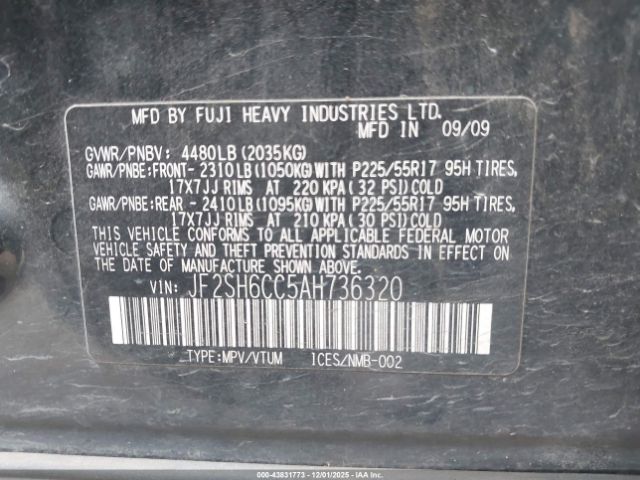 MFD BY FUJI HEAVY INDUSTRIES LTD.
MFD IN 09/09
GVWR/PNBV: 4480LB(2035KG)
GAWR/PNBE:FRONT- 2310LB(1050KG)WITH P225/55R17 95H TIRES,
17X7JJ RIMS AT 220 KPA(32 PSI)COLD
GAWR/PNBE:REAR - 2410LB(1095KG)WITH P225/55R17 95H TIRES,
17X7JJ RIMS AT 210 KPA(30 PSI)COLD
THIS VEHICLE CONFORMS TO ALL APPLICABLE FEDERAL MOTOR
VEHICLE SAFETY AND THEFT PREVENTION STANDARDS IN EFFECT ON
THE DATE OF MANUFACTURE SHOWN ABOVE.
VIN: JF2SH6CC5AH736320
TYPE:MPV/VTUM ICES/NMB-002
000-43831773 - 12/01/2025 - IAAI.CA